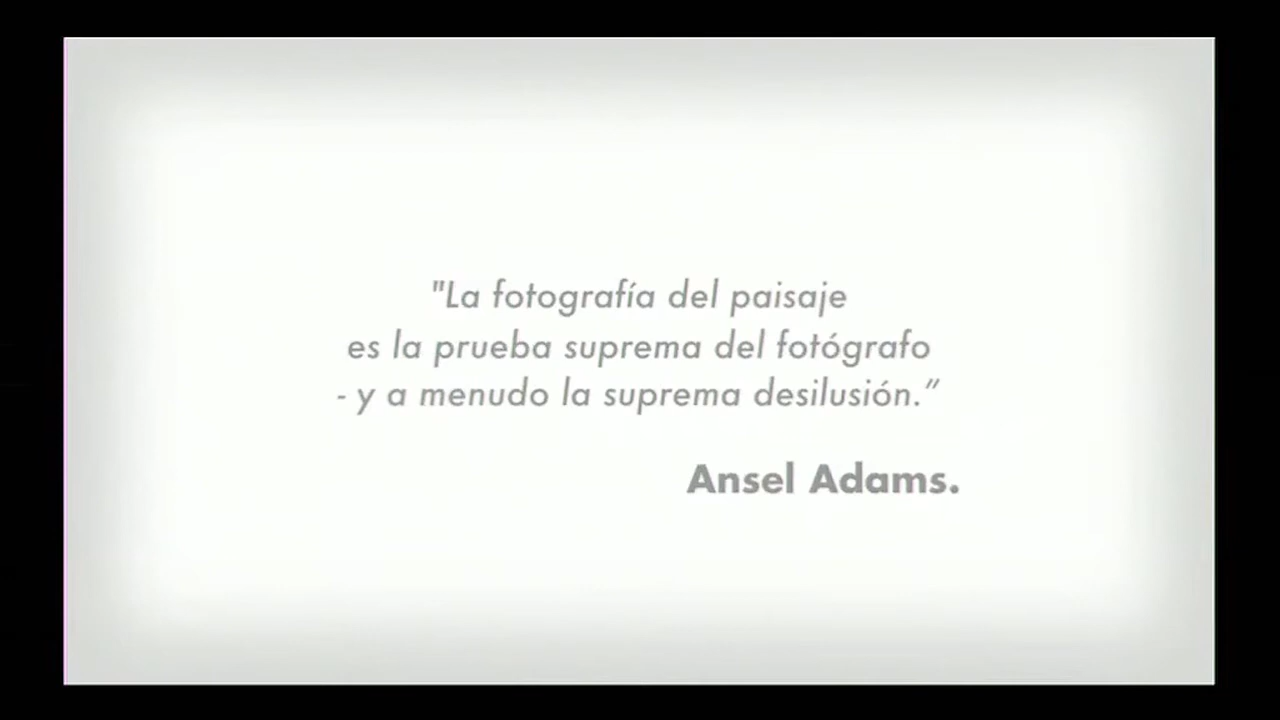 "La fotografía del paisaje
es la prueba suprema del fotógrafo
- y a menudo la suprema desilusión.”
Ansel Adams.